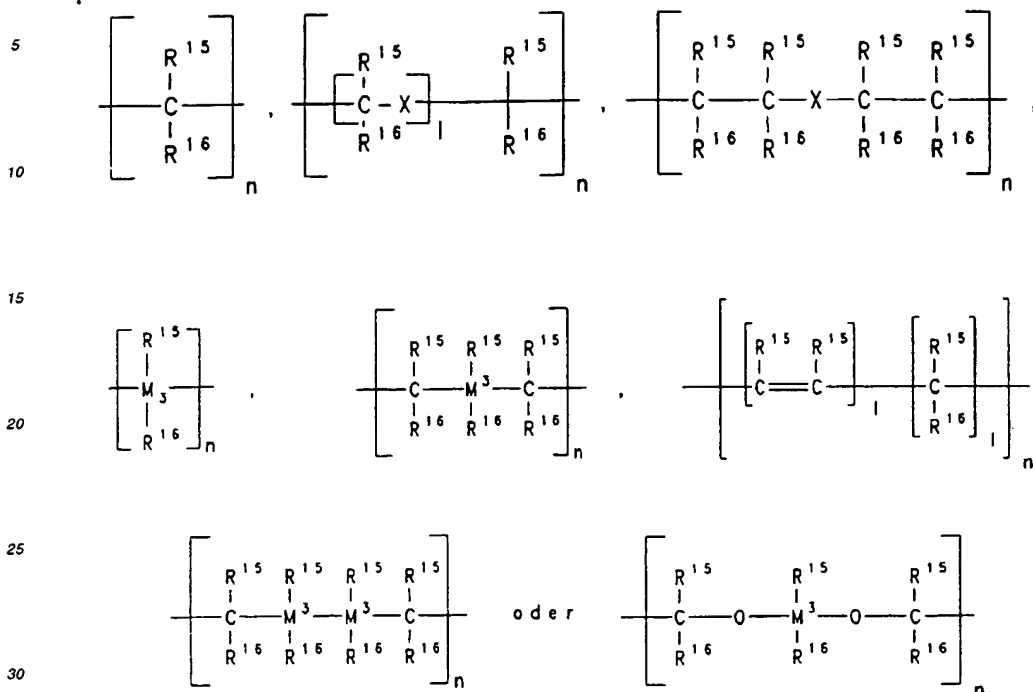 5
R15 R15 R15 R15 R15 R15 R15
C , C – X , C – C – X – C – C ,
R16 R16 R16 R16 R16 R16 R16
l
10
n n n
15
R15 R15 R15 R15 R15 R15 R15
M3 , C – M3 – C , C = C C
20
R16 R16 R16 R16 R16
n n l l n
25
R15 R15 R15 R15 R15 R15 R15
C – M3 – M3 – C oder C – O – M3 – O – C
R16 R16 R16 R16 R16 R16 R16
30
n n